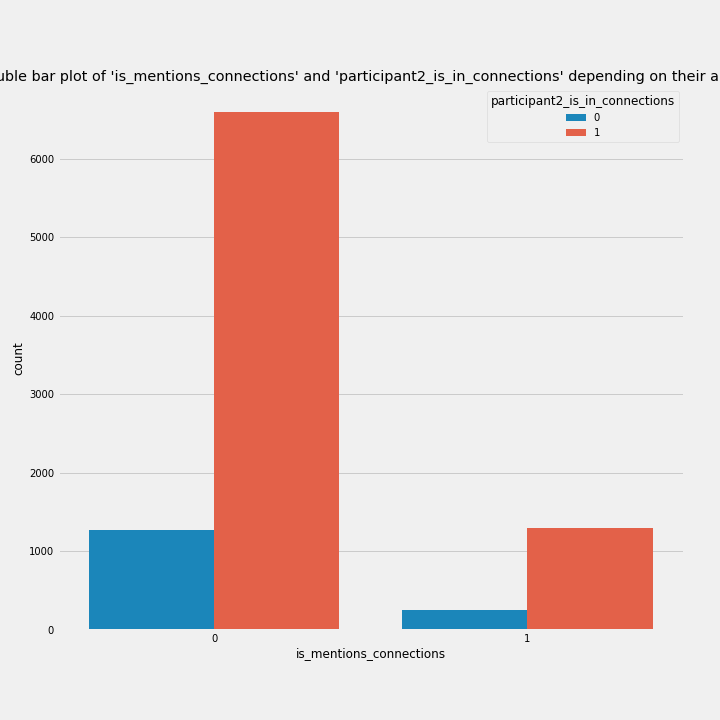 uble bar plot of 'is_mentions_connections' and 'participant2_is_in_connections' depending on their a
participant2_is_in_connections
0
1
6000
5000
4000
3000
2000
1000
0
count
0 1
is_mentions_connections